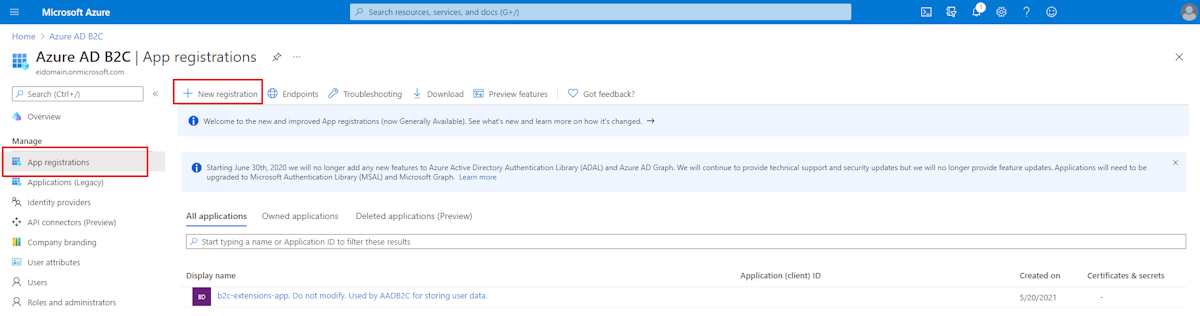 Microsoft Azure
Search resources, services, and docs (G+/)
1
Home > Azure AD B2C
Azure AD B2C | App registrations
eidomain.onmicrosoft.com
Search (Ctrl+/)
Overview
Manage
App registrations
Applications (Legacy)
Identity providers
API connectors (Preview)
Company branding
User attributes
Users
Roles and administrators
New registration
Endpoints
Troubleshooting
Download
Preview features
Got feedback?
Welcome to the new and improved App registrations (now Generally Available). See what's new and learn more on how it's changed. →
Starting June 30th, 2020 we will no longer add any new features to Azure Active Directory Authentication Library (ADAL) and Azure AD Graph. We will continue to provide technical support and security updates but we will no longer provide feature updates. Applications will need to be
upgraded to Microsoft Authentication Library (MSAL) and Microsoft Graph. Learn more
All applications
Owned applications
Deleted applications (Preview)
Start typing a name or Application ID to filter these results
Display name
Application (client) ID
Created on
Certificates & secrets
BD
b2c-extensions-app. Do not modify. Used by AADB2C for storing user data.
5/20/2021
-